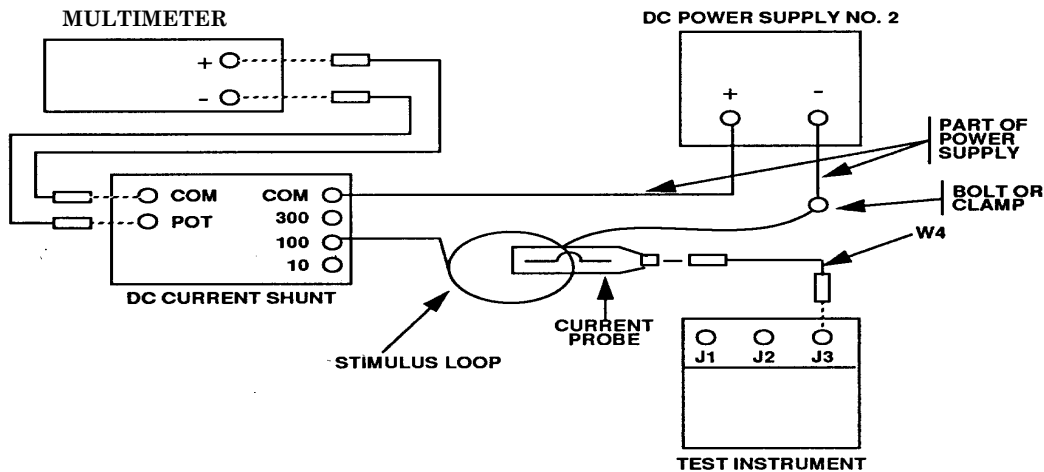 MULTIMETER
DC POWER SUPPLY NO. 2
+
-
+
-
PART OF
POWER
SUPPLY
COM
POT
COM
300
100
10
BOLT OR
CLAMP
W4
DC CURRENT SHUNT
CURRENT
PROBE
STIMULUS LOOP
J1
J2
J3
TEST INSTRUMENT